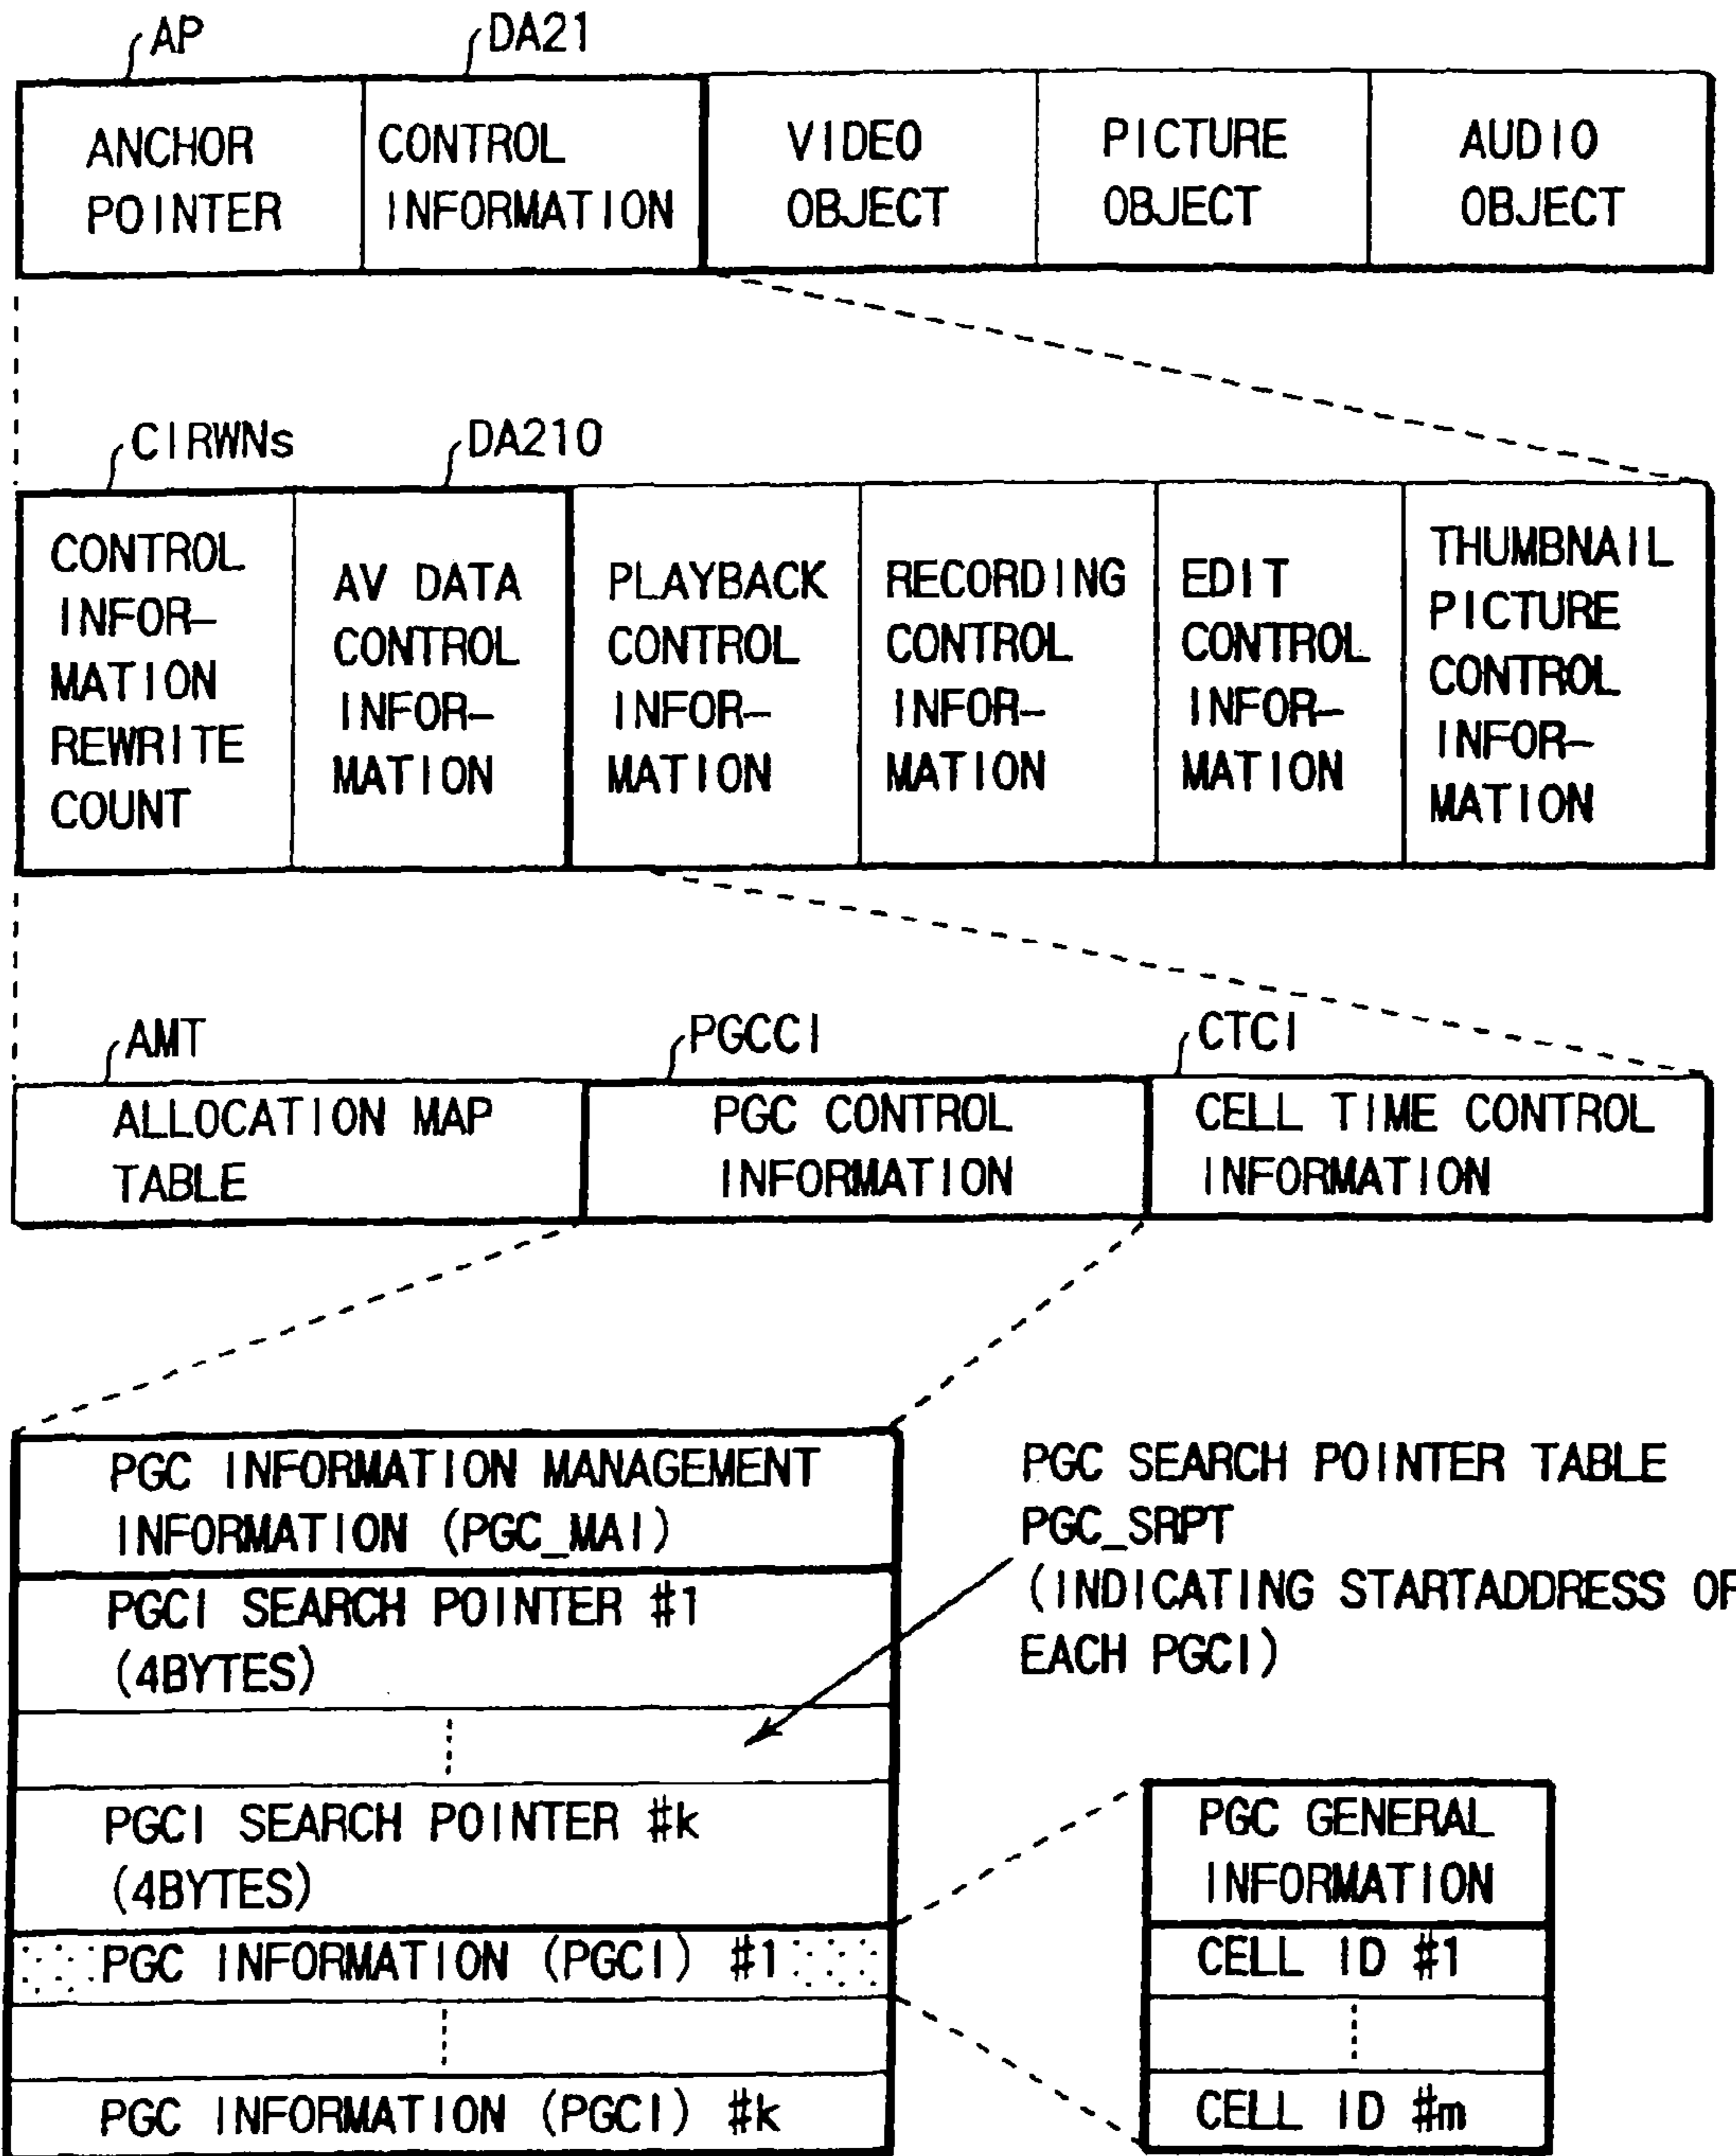 AP
DA21
ANCHOR
POINTER
CONTROL
INFORMATION
VIDEO
OBJECT
PICTURE
OBJECT
AUDIO
OBJECT
CIRWNs
DA210
CONTROL
INFOR-
MATION
REWRITE
COUNT
AV DATA
CONTROL
INFOR-
MATION
PLAYBACK
CONTROL
INFOR-
MATION
RECORDING
CONTROL
INFOR-
MATION
EDIT
CONTROL
INFOR-
MATION
THUMBNAIL
PICTURE
CONTROL
INFOR-
MATION
AMT
PGCCI
CTCI
ALLOCATION MAP
TABLE
PGC CONTROL
INFORMATION
CELL TIME CONTROL
INFORMATION
PGC INFORMATION MANAGEMENT
INFORMATION (PGC_MAI)
PGCI SEARCH POINTER #1
(4BYTES)
PGCI SEARCH POINTER #k
(4BYTES)
PGC INFORMATION (PGCI) #1
PGC INFORMATION (PGCI) #k
PGC SEARCH POINTER TABLE
PGC_SRPT
(INDICATING STARTADDRESS OF
EACH PGCI)
PGC GENERAL
INFORMATION
CELL ID #1
CELL ID #m